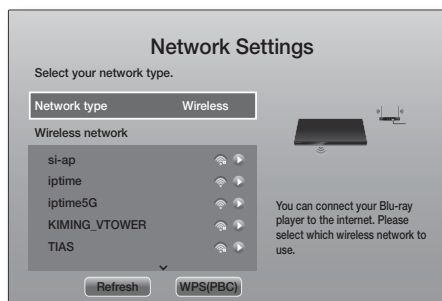 Network Settings
Select your network type.
Network type Wireless
Wireless network
si-ap
iptime
iptime5G
KIMING_VTOWER
TIAS
You can connect your Blu-ray
player to the internet. Please
select which wireless network to
use.
Refresh WPS(PBC)